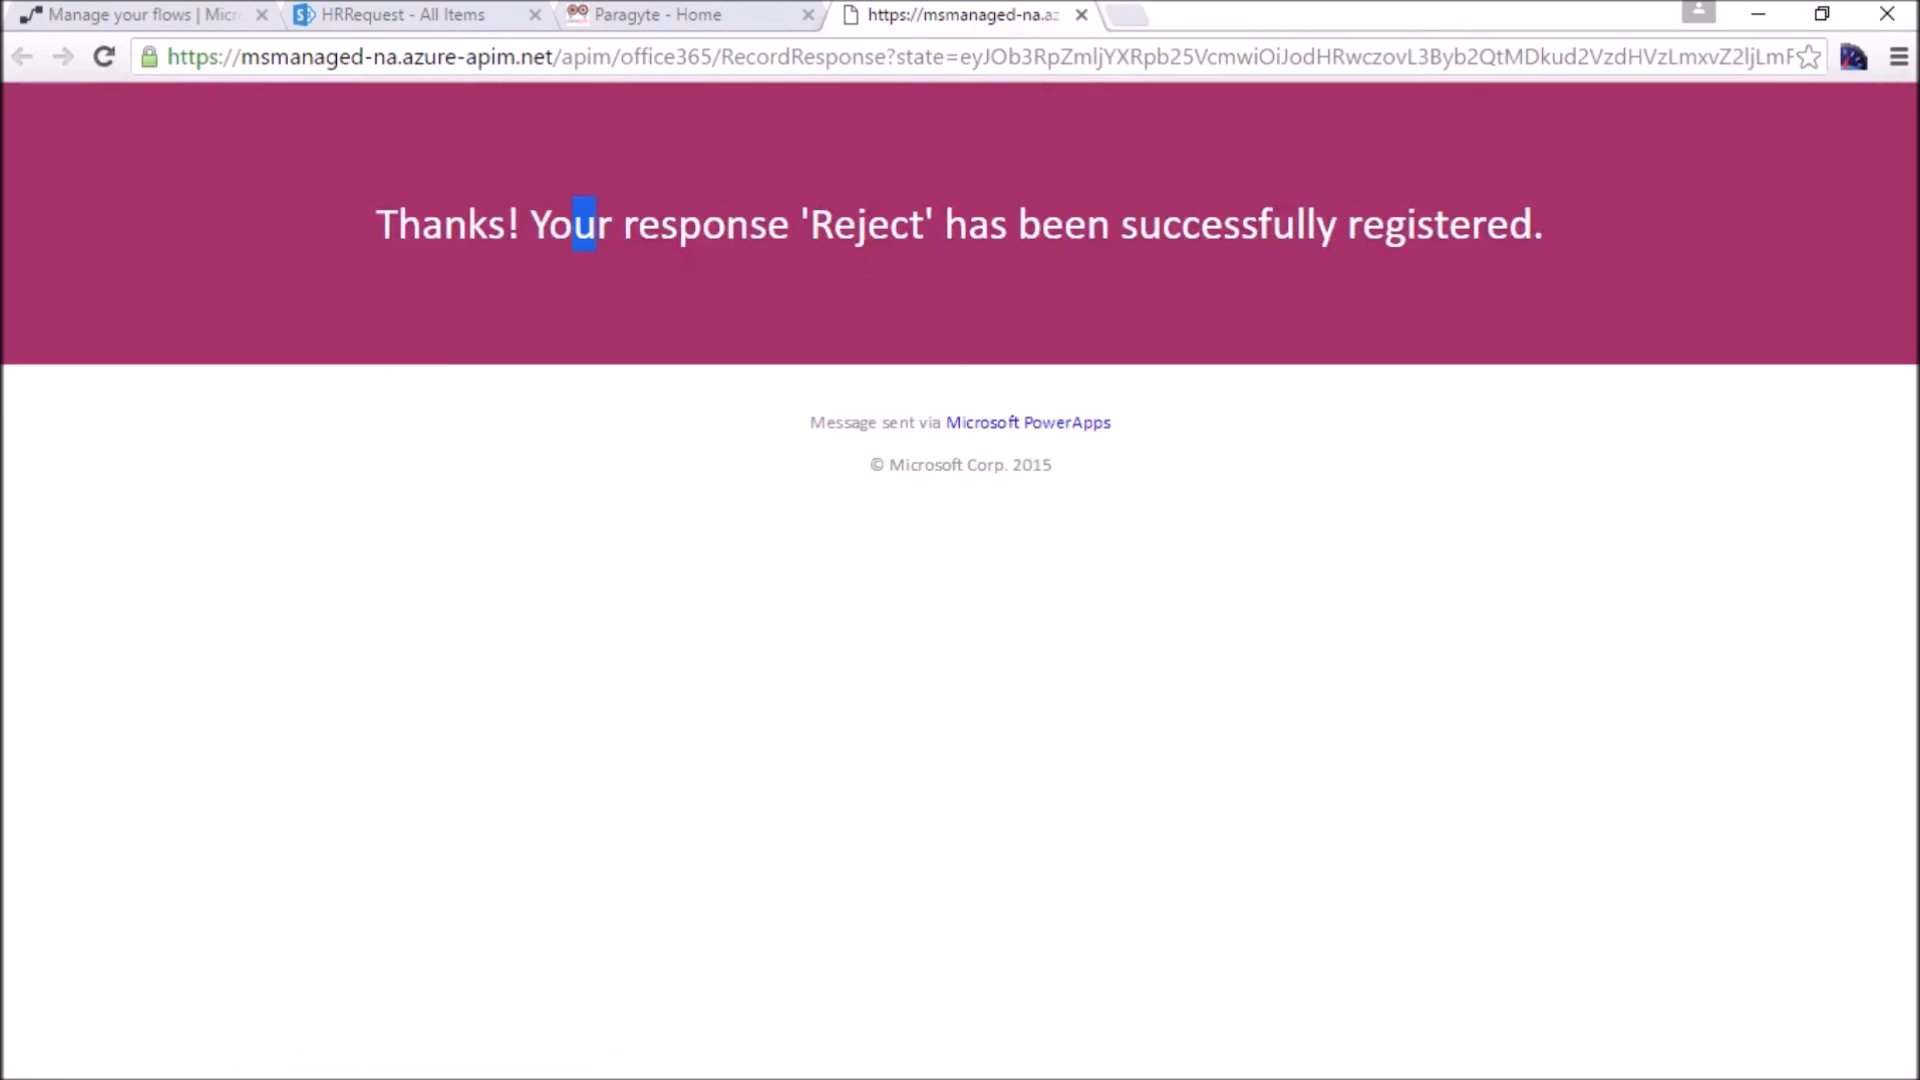 Manage your flows | Micr
HRRequest - All Items
Paragyte - Home
https://msmanaged-na.az
https://msmanaged-na.azure-apim.net/apim/office365/RecordResponse?state=eyJOb3RpZmljYXRpb25VcmwiOiJodHRwczovL3Byb2QtMDkud2VzdHVzLmxvZ2ljLmF
Thanks! Your response 'Reject' has been successfully registered.
Message sent via Microsoft PowerApps
© Microsoft Corp. 2015